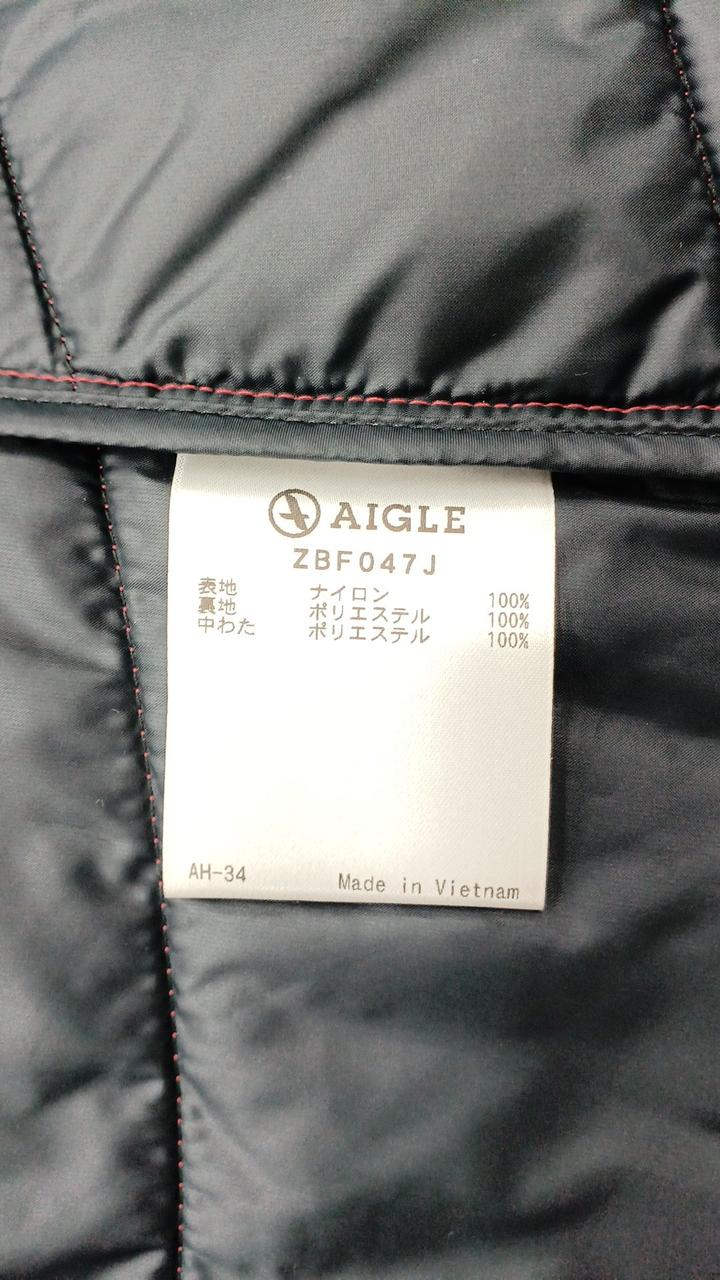 AIGLE
ZBF047J
表地 ナイロン 100%
裏地 ポリエステル 100%
中わた ポリエステル 100%
AH-34 Made in Vietnam